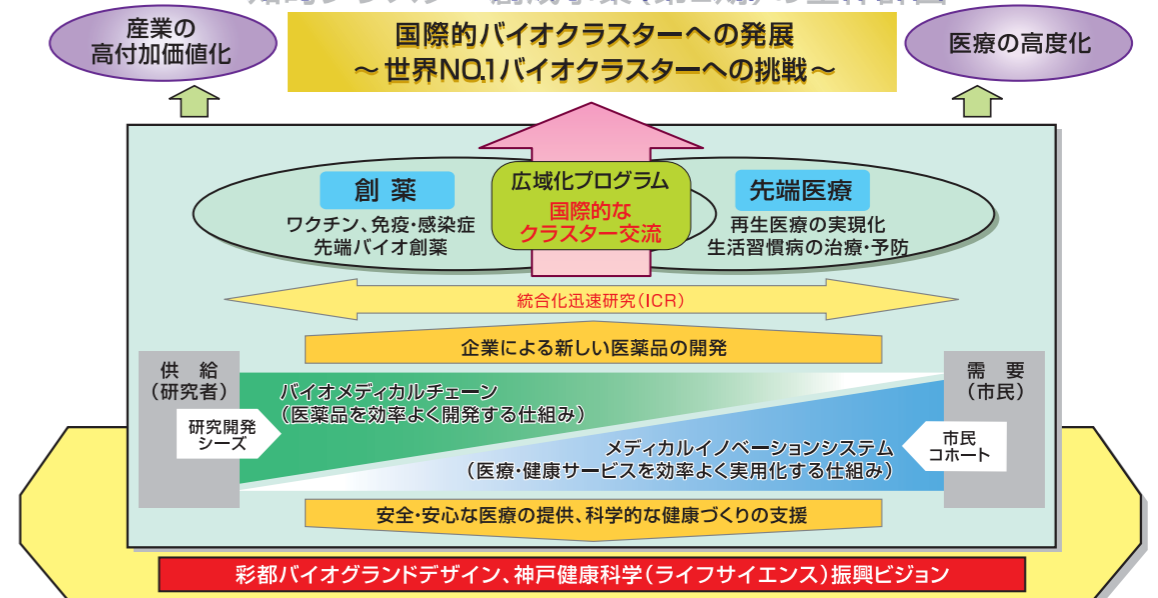 産業の
高付加価値化
国際的バイオクラスターへの発展
～世界NO.1バイオクラスターへの挑戦～
医療の高度化
創 薬
ワクチン、免疫・感染症
先端バイオ創薬
広域化プログラム
国際的な
クラスター交流
先端医療
再生医療の実現化
生活習慣病の治療・予防
統合化迅速研究（ICR）
企業による新しい医薬品の開発
供 給
（研究者）
研究開発
シーズ
バイオメディカルチェーン
（医薬品を効率よく開発する仕組み）
需 要
（市民）
市民
コホート
メディカルイノベーションシステム
（医療・健康サービスを効率よく実用化する仕組み）
安全・安心な医療の提供、科学的な健康づくりの支援
彩都バイオグランドデザイン、神戸健康科学（ライフサイエンス）振興ビジョン